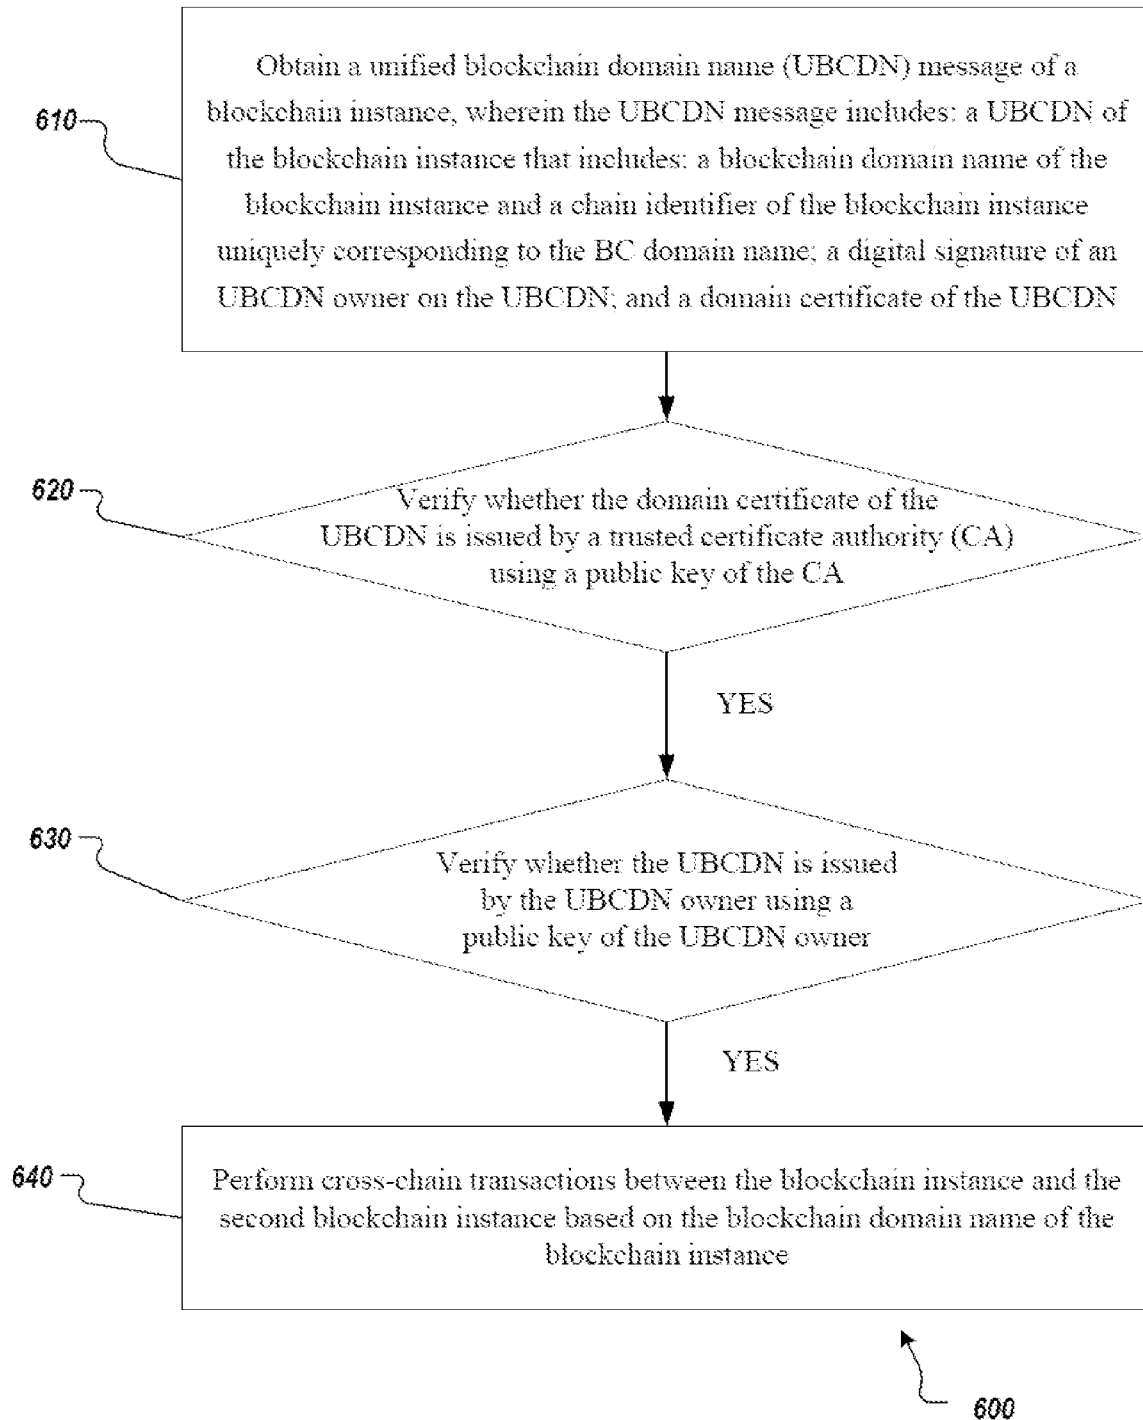 Obtain a unified blockchain domain name (UBCDN) message of a
610
blockchain instance, wherein the UBCDN message includes: a UBCDN of
the blockchain instance that includes: a blockchain domain name of the
blockchain instance and a chain identifier of the blockchain instance
uniquely corresponding to the BC domain name; a digital signature of an
UBCDN owner on the UBCDN; and a domain certificate of the UBCDN
620
Verify whether the domain certificate of the
UBCDN is issued by a trusted certificate authority (CA)
using a public key of the CA
YES
630
Verify whether the UBCDN is issued
by the UBCDN owner using a
public key of the UBCDN owner
YES
640
Perform cross-chain transactions between the blockchain instance and the
second blockchain instance based on the blockchain domain name of the
blockchain instance
600